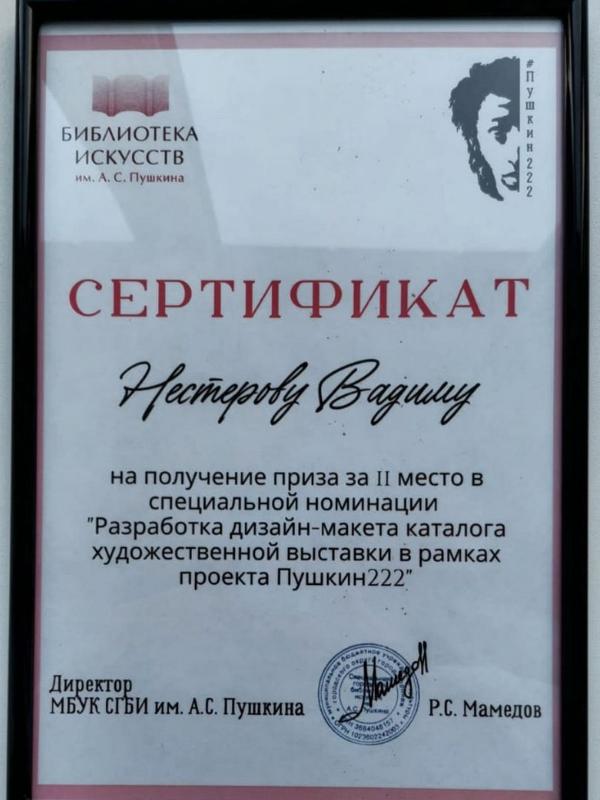 БИБЛИОТЕКА
ИСКУССТВ
им. А. С. Пушкина
#Пушкин222
СЕРТИФИКАТ
Нестерову Вадиму
на получение приза за II место в
специальной номинации
"Разработка дизайн-макета каталога
художественной выставки в рамках
проекта Пушкин222"
Директор
МБУК СГБИ им. А.С. Пушкина
Мамедов
Р.С. Мамедов